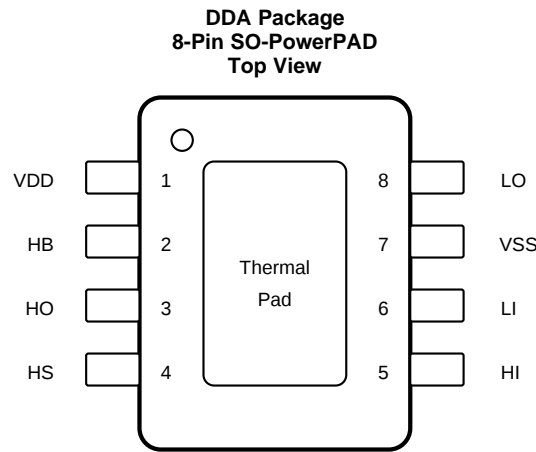 DDA Package
8-Pin SO-PowerPAD
Top View
VDD 1 8 LO
HB 2 7 VSS
Thermal
Pad
HO 3 6 LI
HS 4 5 HI